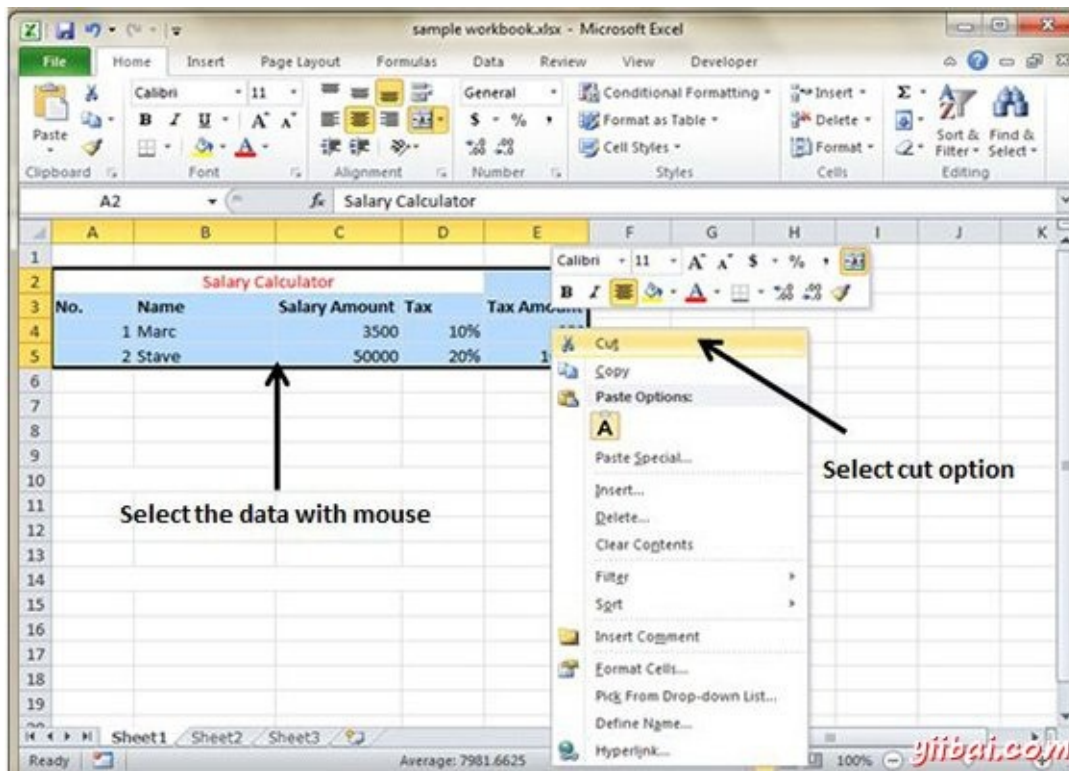 sample workbook.xlsx - Microsoft Excel
File Home Insert Page Layout Formulas Data Review View Developer
Calibri 11 General Conditional Formatting Insert Σ
Paste B I U A A $ % , Format as Table Delete Sort & Filter Find & Select
Cell Styles Format
Clipboard Font Alignment Number Styles Cells Editing
A2 fx Salary Calculator
A B C D E F G H I J K
1
2 Salary Calculator
3 No. Name Salary Amount Tax Tax Amount
4 1 Marc 3500 10%
5 2 Stave 50000 20%
6
7
8
9
10
11
12
13
14
15
16
17
18
19
Calibri 11 A A $ % ,
B I A
Cut
Copy
Paste Options:
A
Paste Special...
Insert...
Delete...
Clear Contents
Filter
Sort
Insert Comment
Format Cells...
Pick From Drop-down List...
Define Name...
Hyperlink...
Select the data with mouse
Select cut option
Sheet1 Sheet2 Sheet3
Ready Average: 7981.6625 100%
yiibai.com